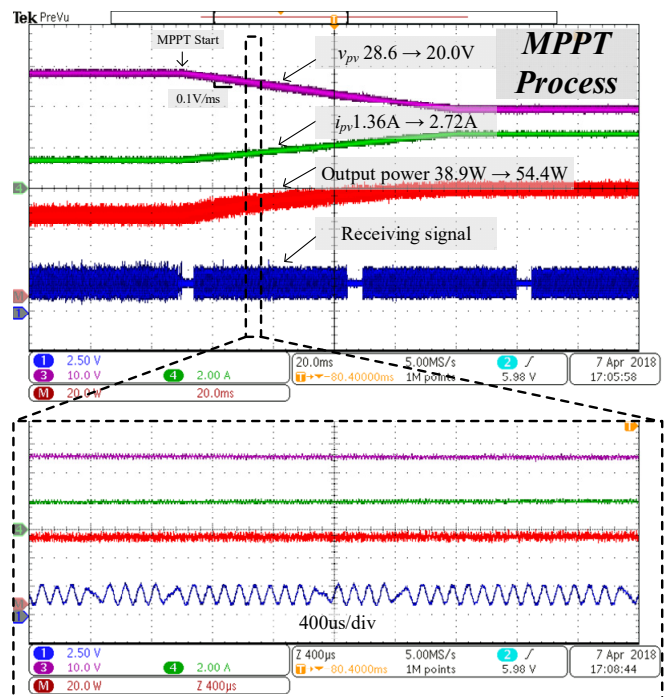 Tek PreVu
T
MPPT Start
v_pv 28.6 → 20.0V
MPPT
Process
0.1V/ms
i_pv 1.36A → 2.72A
Output power 38.9W → 54.4W
4
Receiving signal
M
1
1 2.50 V
3 10.0 V 4 2.00 A
M 20.0 W 20.0ms
20.0ms 5.00MS/s
T→▼-80.40000ms 1M points
2 ∫ 5.98 V
7 Apr 2018
17:05:58
T
4
M
1
400us/div
1 2.50 V
3 10.0 V 4 2.00 A
M 20.0 W Z 400µs
Z 400µs 5.00MS/s
T→▼ -80.4000ms 1M points
2 ∫ 5.98 V
7 Apr 2018
17:08:44